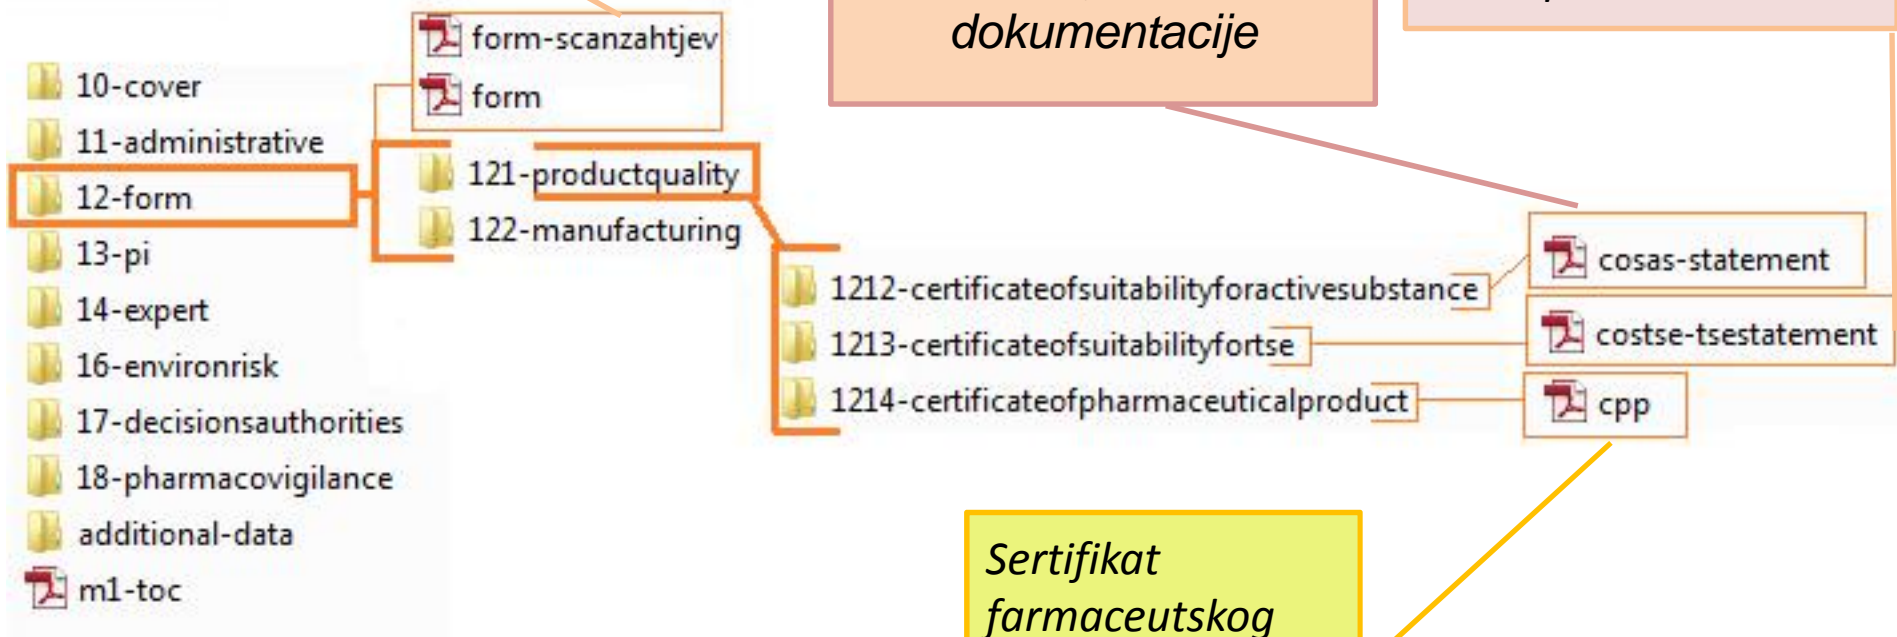 dokumentacije
form-scanzahtjev
form
10-cover
11-administrative
12-form
13-pi
14-expert
16-environrisk
17-decisionsauthorities
18-pharmacovigilance
additional-data
m1-toc
121-productquality
122-manufacturing
1212-certificateofsuitabilityforactivesubstance
1213-certificateofsuitabilityfortse
1214-certificateofpharmaceuticalproduct
cosas-statement
costse-tsestatement
cpp
Sertifikat
farmaceutskog